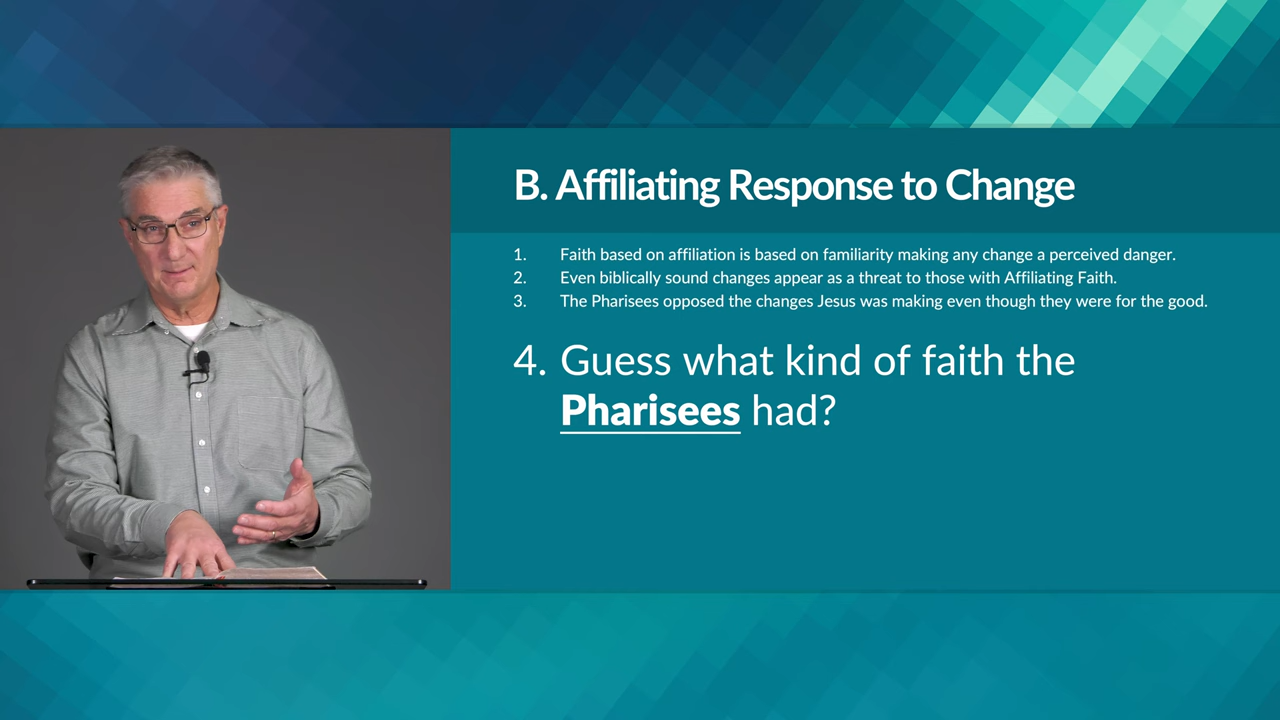 B. Affiliating Response to Change
1. Faith based on affiliation is based on familiarity making any change a perceived danger.
2. Even biblically sound changes appear as a threat to those with Affiliating Faith.
3. The Pharisees opposed the changes Jesus was making even though they were for the good.
4. Guess what kind of faith the
Pharisees had?